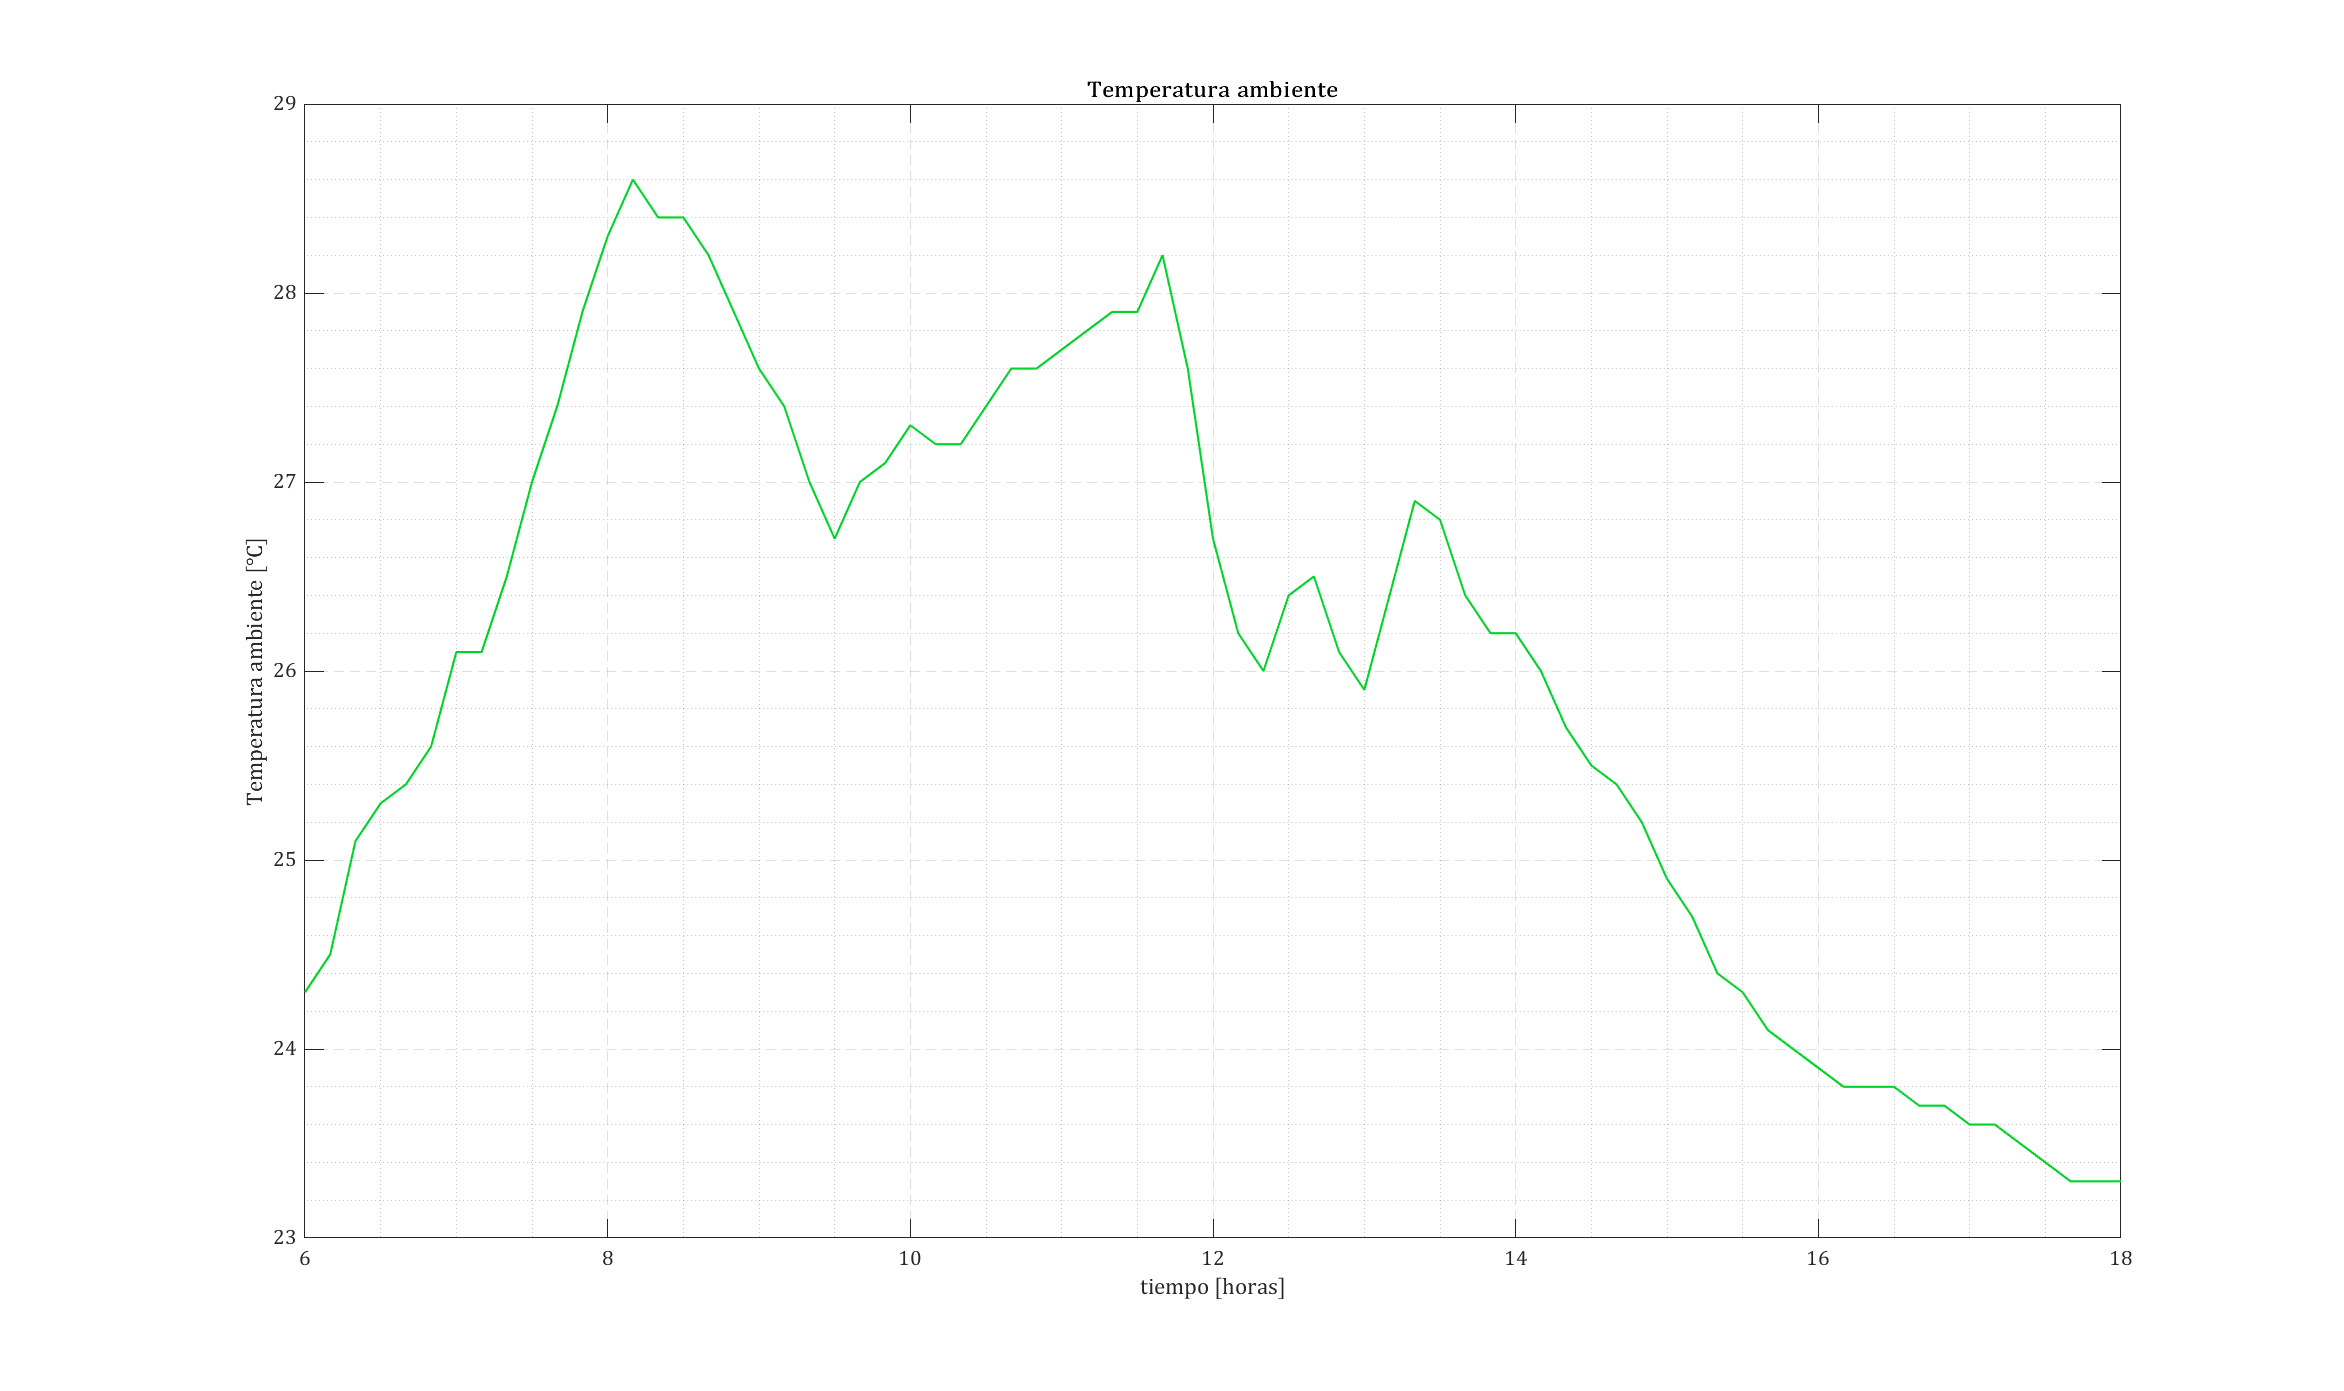 Temperatura ambiente
29
28
27
26
25
24
23
Temperatura ambiente [°C]
6 8 10 12 14 16 18
tiempo [horas]